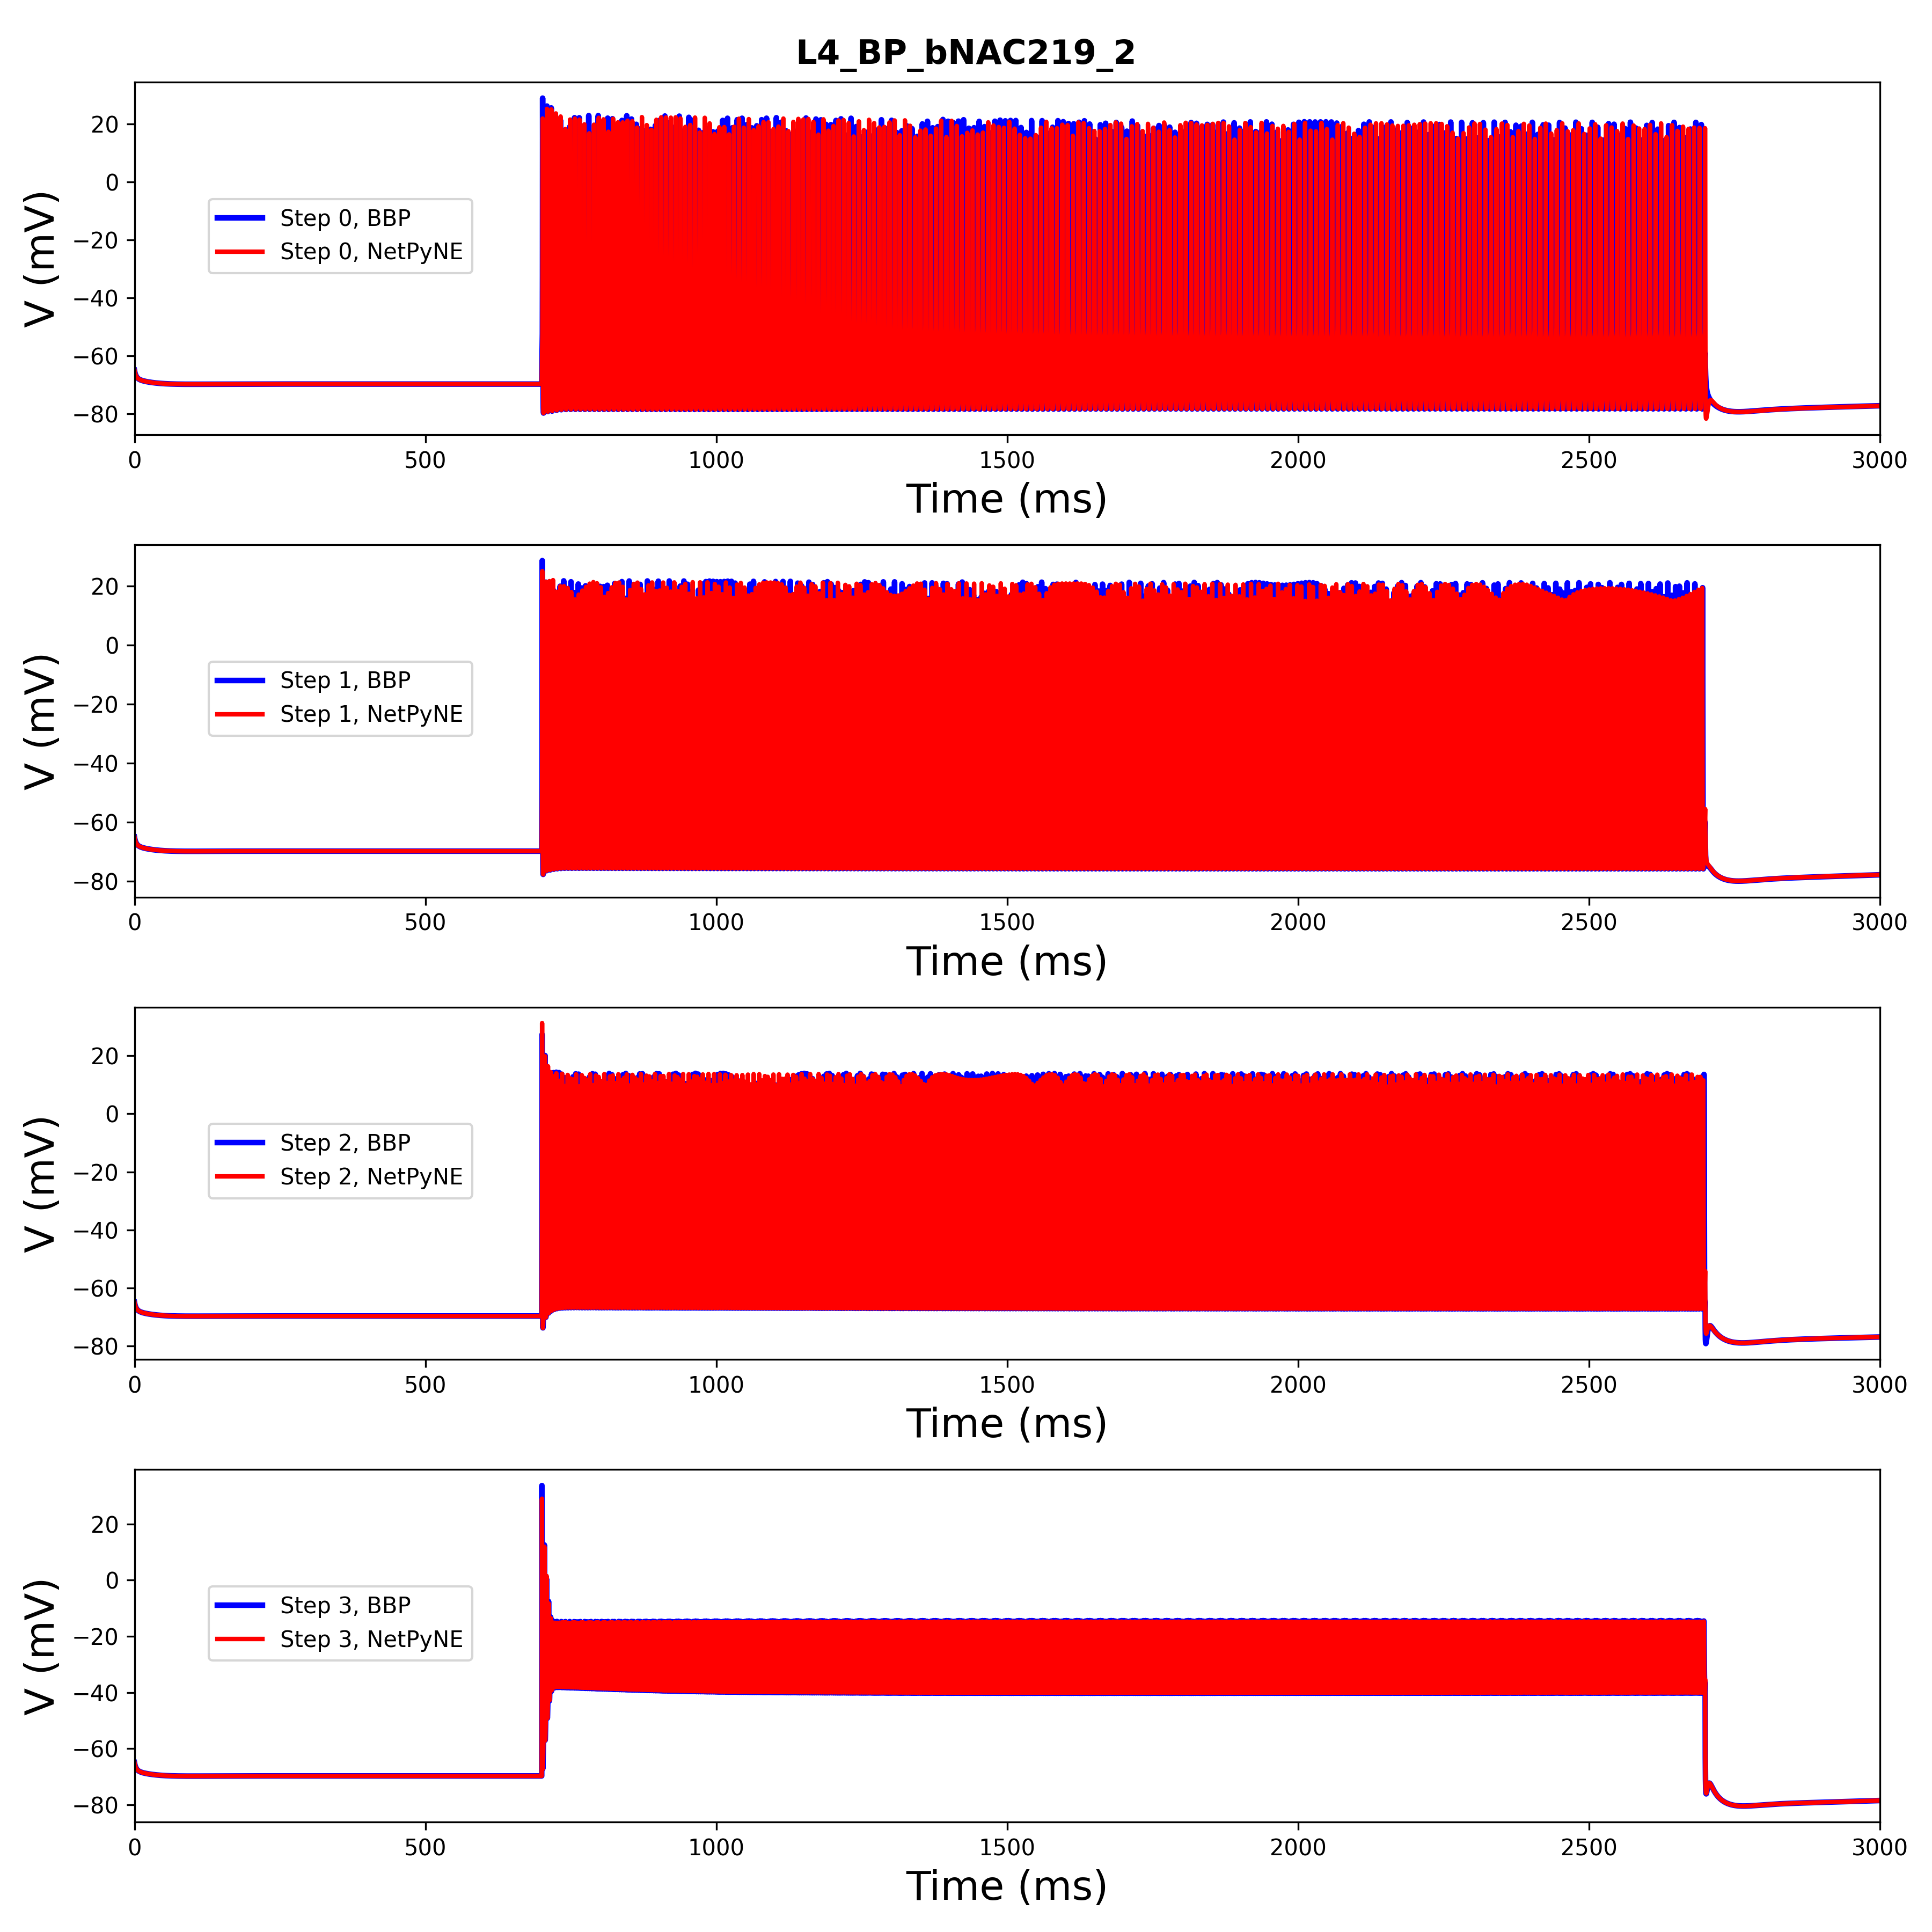 L4_BP_bNAC219_2
V (mV)
20
0
−20
−40
−60
−80
Step 0, BBP
Step 0, NetPyNE
0 500 1000 1500 2000 2500 3000
Time (ms)
V (mV)
20
0
−20
−40
−60
−80
Step 1, BBP
Step 1, NetPyNE
0 500 1000 1500 2000 2500 3000
Time (ms)
V (mV)
20
0
−20
−40
−60
−80
Step 2, BBP
Step 2, NetPyNE
0 500 1000 1500 2000 2500 3000
Time (ms)
V (mV)
20
0
−20
−40
−60
−80
Step 3, BBP
Step 3, NetPyNE
0 500 1000 1500 2000 2500 3000
Time (ms)